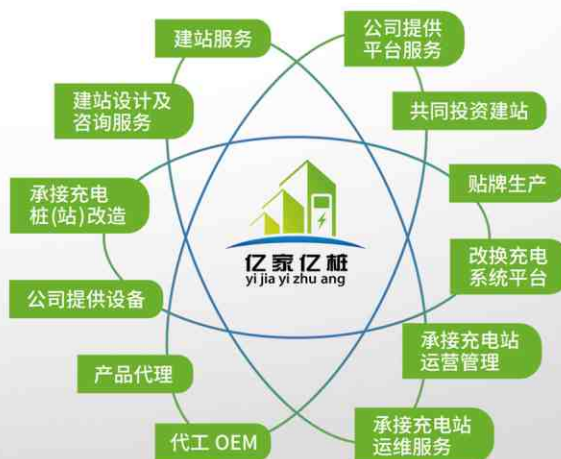 建站服务
公司提供
平台服务
建站设计及
咨询服务
共同投资建站
承接充电
桩(站)改造
贴牌生产
亿家亿桩
yi jia yi zhu ang
改换充电
系统平台
公司提供设备
承接充电站
运营管理
产品代理
代工 OEM
承接充电站
运维服务